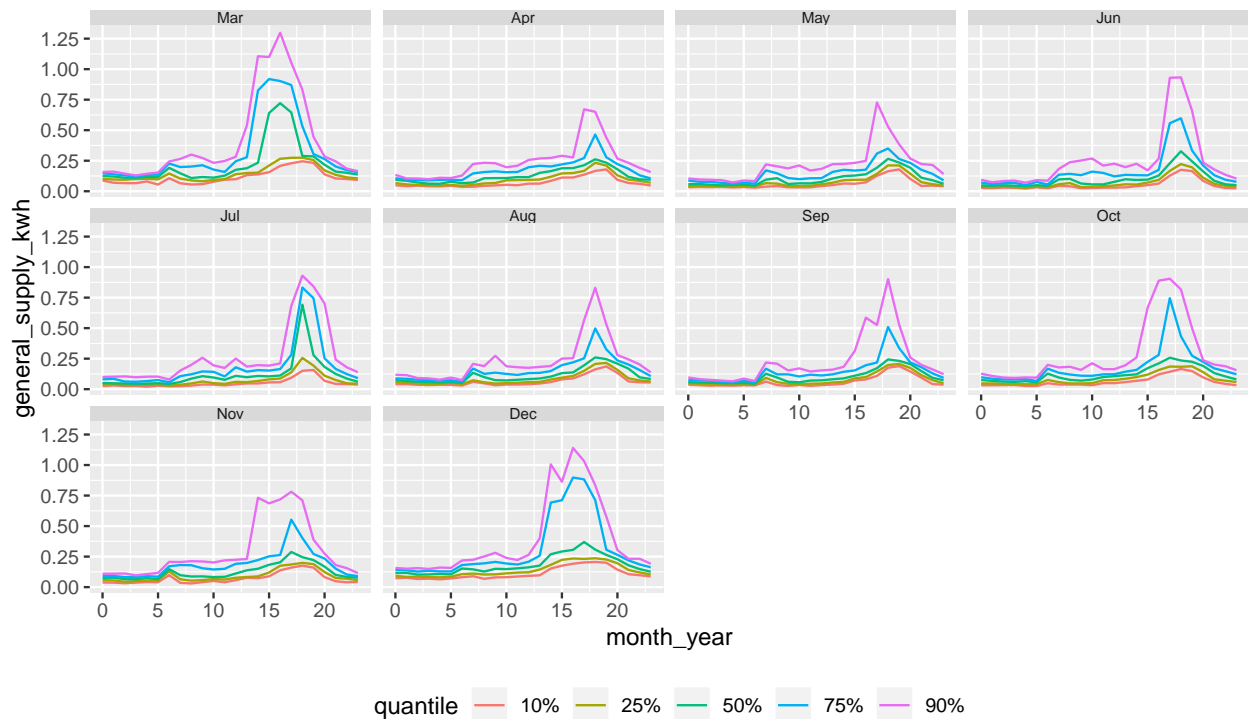 Mar Apr May Jun
1.25
1.00
0.75
0.50
0.25
0.00
Jul Aug Sep Oct
1.25
1.00
0.75
0.50
0.25
0.00
0 5 10 15 20 0 5 10 15 20
Nov Dec
1.25
1.00
0.75
0.50
0.25
0.00
0 5 10 15 20 0 5 10 15 20
general_supply_kwh
month_year
quantile 10% 25% 50% 75% 90%